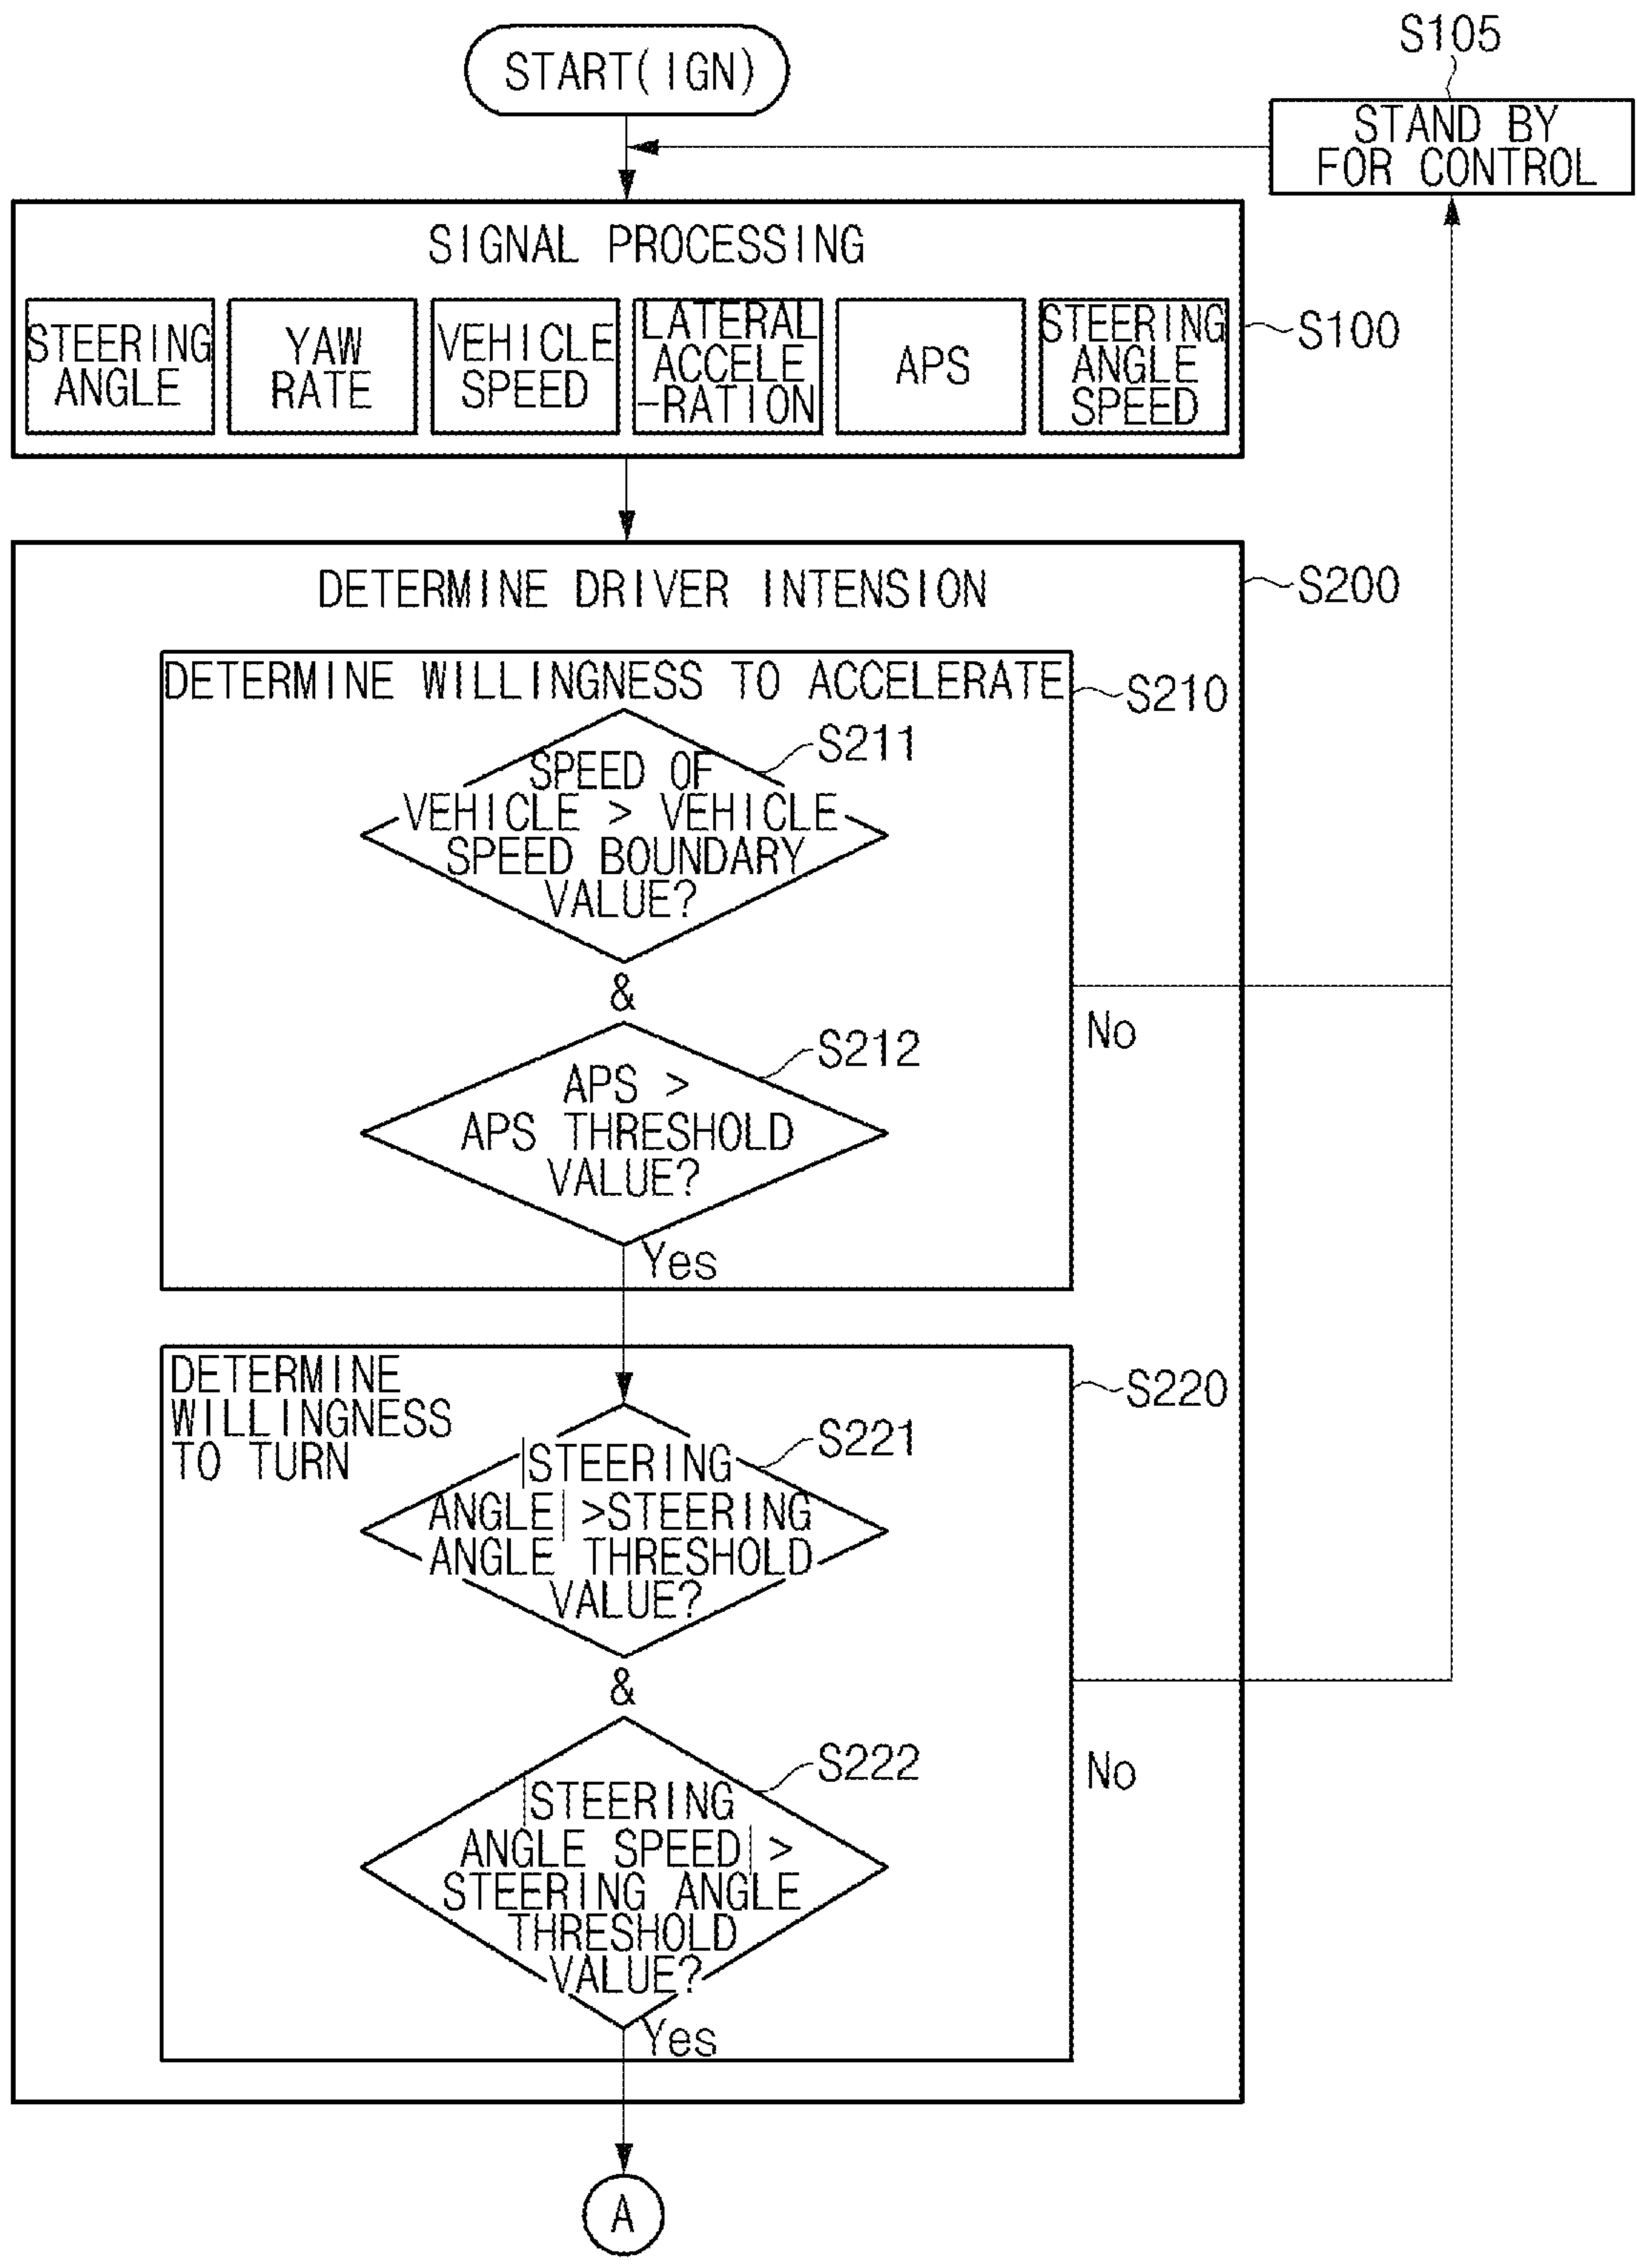 START(IGN)
S105
STAND BY
FOR CONTROL
SIGNAL PROCESSING
STEERING
ANGLE
YAW
RATE
VEHICLE
SPEED
LATERAL
ACCELE
-RATION
APS
STEERING
ANGLE
SPEED
S100
DETERMINE DRIVER INTENSION
S200
DETERMINE WILLINGNESS TO ACCELERATE
S210
S211
SPEED OF
VEHICLE > VEHICLE
SPEED BOUNDARY
VALUE?
&
No
S212
APS >
APS THRESHOLD
VALUE?
Yes
DETERMINE
WILLINGNESS
TO TURN
S220
S221
|STEERING
ANGLE| >STEERING
ANGLE THRESHOLD
VALUE?
&
No
S222
|STEERING
ANGLE SPEED| >
STEERING ANGLE
THRESHOLD
VALUE?
Yes
A